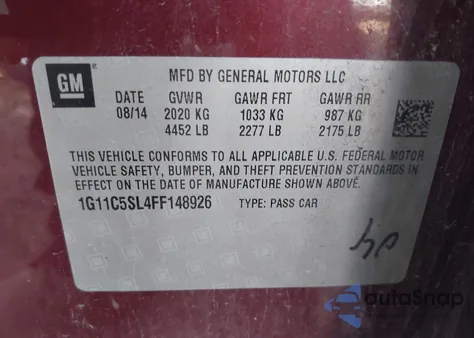 GM
MFD BY GENERAL MOTORS LLC
DATE GVWR GAWR FRT GAWR RR
08/14 2020 KG 1033 KG 987 KG
4452 LB 2277 LB 2175 LB
THIS VEHICLE CONFORMS TO ALL APPLICABLE U.S. FEDERAL MOTOR
VEHICLE SAFETY, BUMPER, AND THEFT PREVENTION STANDARDS IN
EFFECT ON THE DATE OF MANUFACTURE SHOWN ABOVE.
1G11C5SL4FF148926 TYPE: PASS CAR
autoSnap